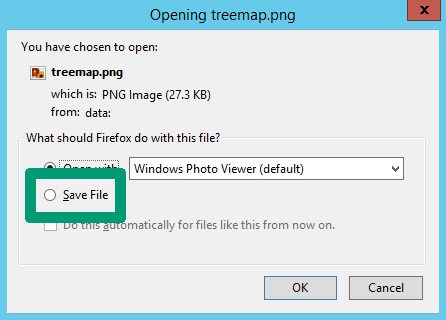 Opening treemap.png
x
You have chosen to open:
treemap.png
which is: PNG Image (27.3 KB)
from: data:
What should Firefox do with this file?
Open with Windows Photo Viewer (default)
Save File
Do this automatically for files like this from now on.
OK Cancel